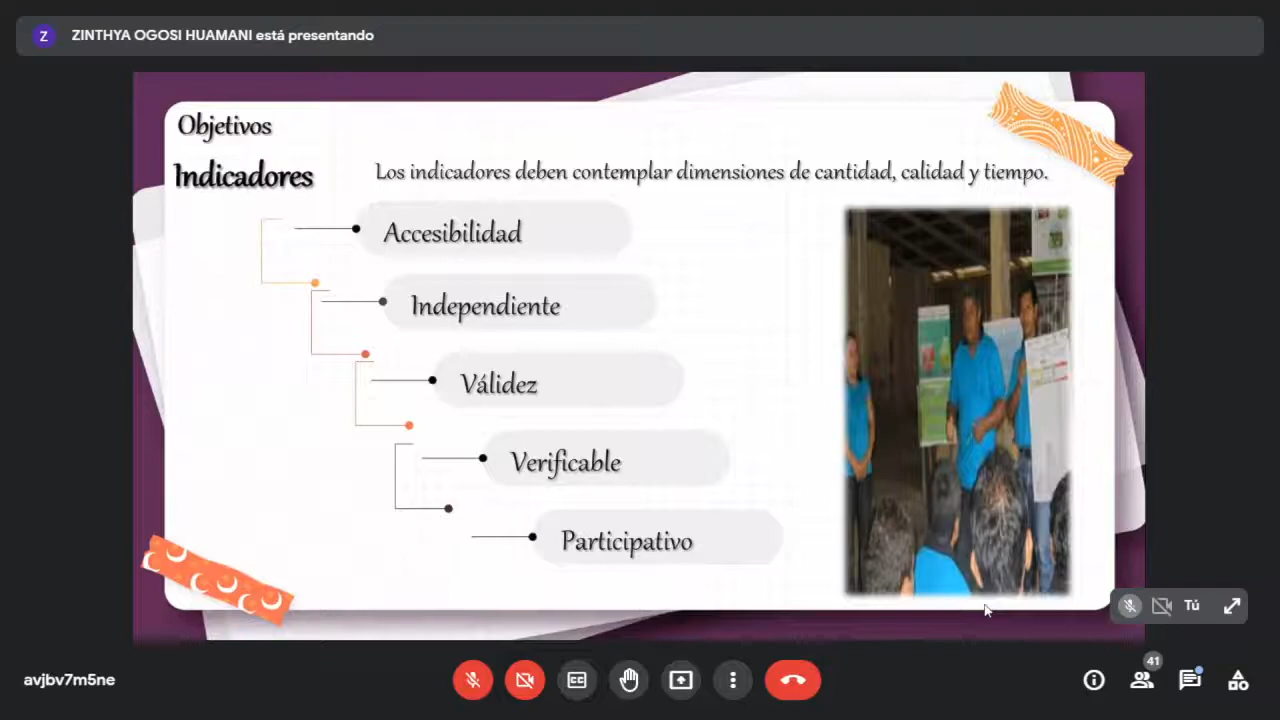 Z
ZINTHYA OGOSI HUAMANI está presentando
Objetivos
Indicadores
Los indicadores deben contemplar dimensiones de cantidad, calidad y tiempo.
Accesibilidad
Independiente
Válidez
Verificable
Participativo
Tú
avjbv7m5ne
41